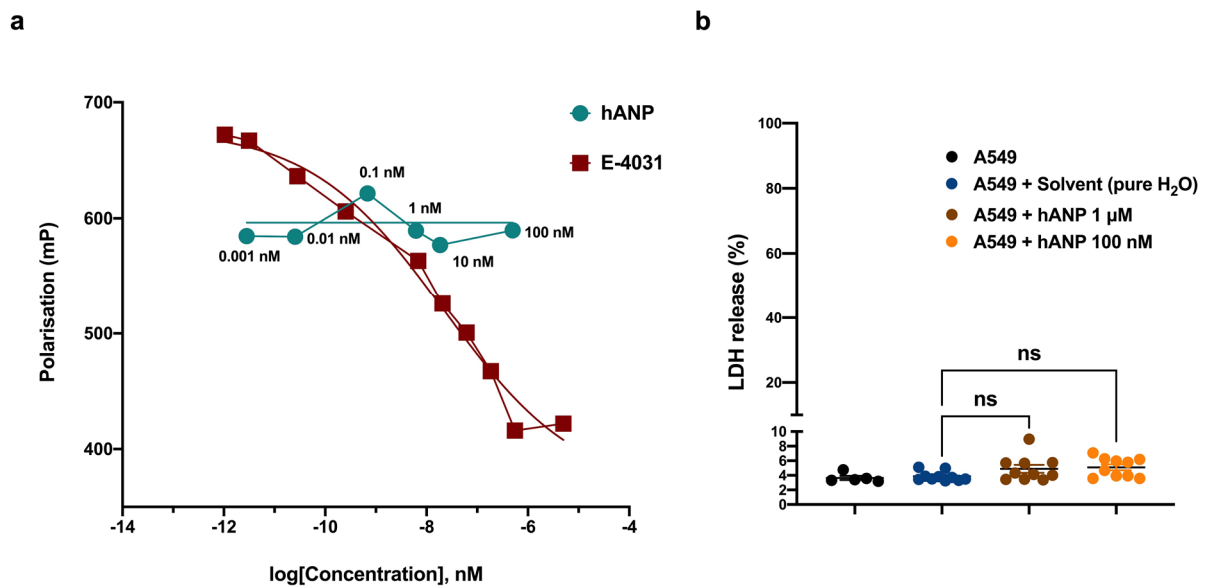 a
700
600
500
400
Polarisation (mP)
-14
-12
-10
-8
-6
-4
log[Concentration], nM
hANP
E-4031
0.001 nM
0.01 nM
0.1 nM
1 nM
10 nM
100 nM
b
100
80
60
40
20
10
8
6
4
2
0
LDH release (%)
A549
A549 + Solvent (pure H₂O)
A549 + hANP 1 µM
A549 + hANP 100 nM
ns
ns